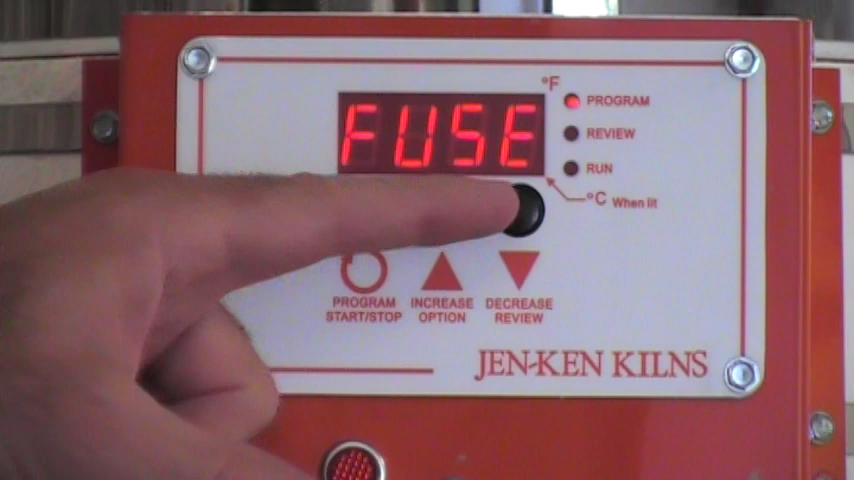 °F
FUSE
PROGRAM
REVIEW
RUN
°C When lit
PROGRAM START/STOP
INCREASE OPTION
DECREASE REVIEW
JEN-KEN KILNS